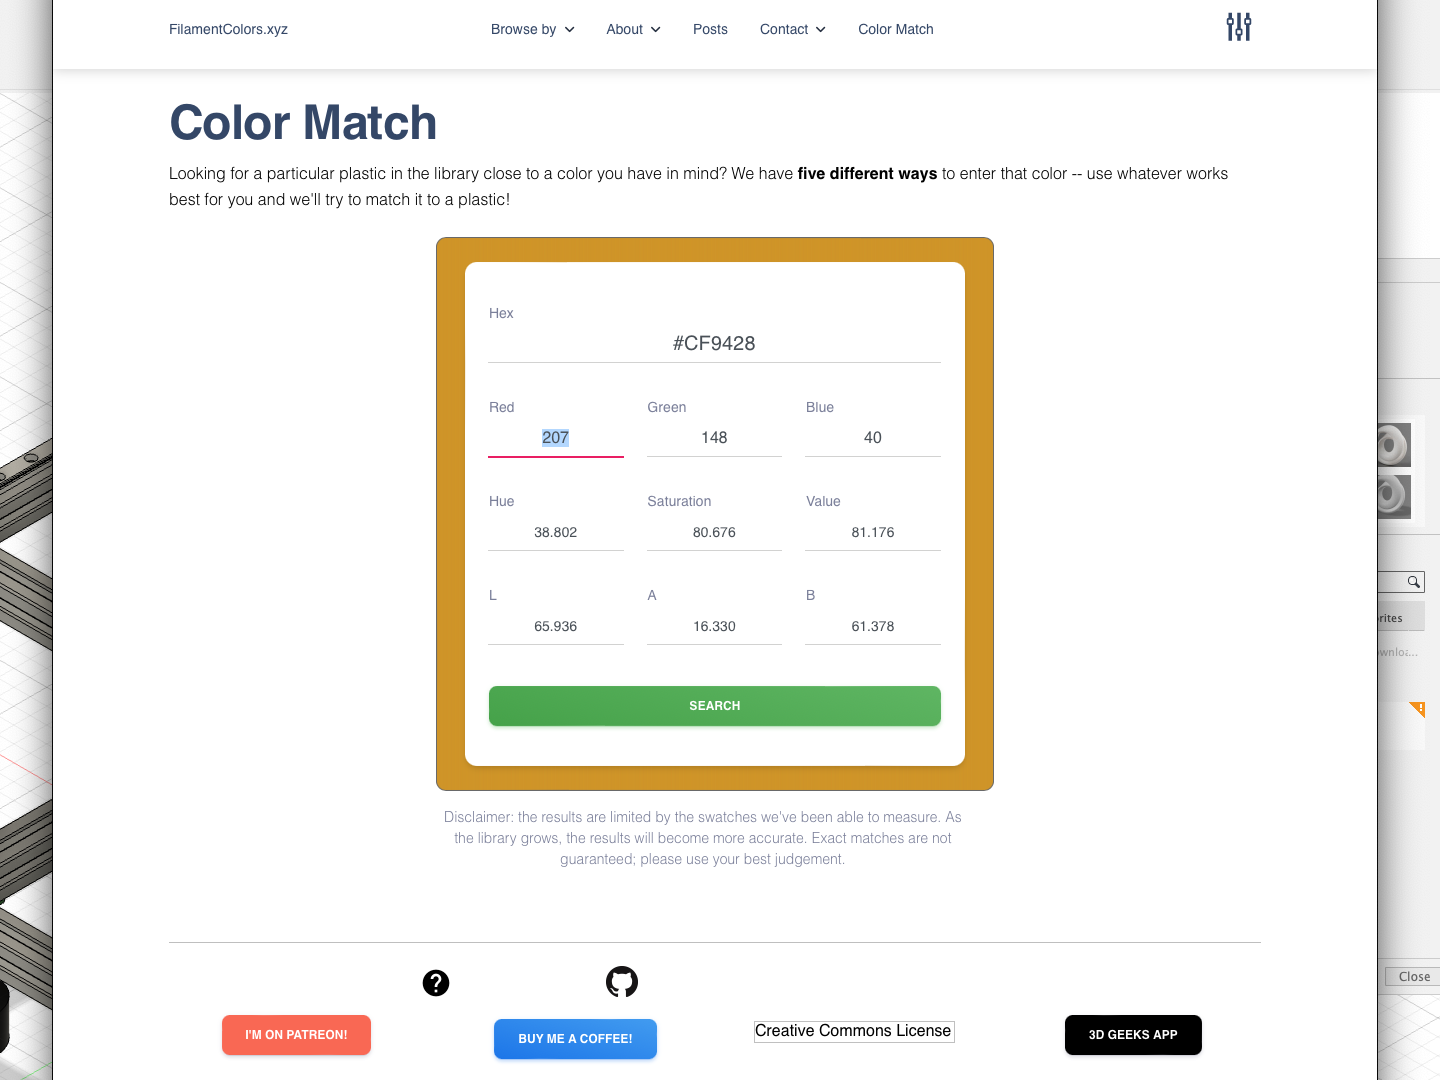 FilamentColors.xyz
Browse by
About
Posts
Contact
Color Match
Color Match
Looking for a particular plastic in the library close to a color you have in mind? We have five different ways to enter that color -- use whatever works
best for you and we'll try to match it to a plastic!
Hex
#CF9428
Red
Green
Blue
207
148
40
Hue
Saturation
Value
38.802
80.676
81.176
L
A
B
65.936
16.330
61.378
SEARCH
Disclaimer: the results are limited by the swatches we've been able to measure. As
the library grows, the results will become more accurate. Exact matches are not
guaranteed; please use your best judgement.
Close
I'M ON PATREON!
BUY ME A COFFEE!
Creative Commons License
3D GEEKS APP